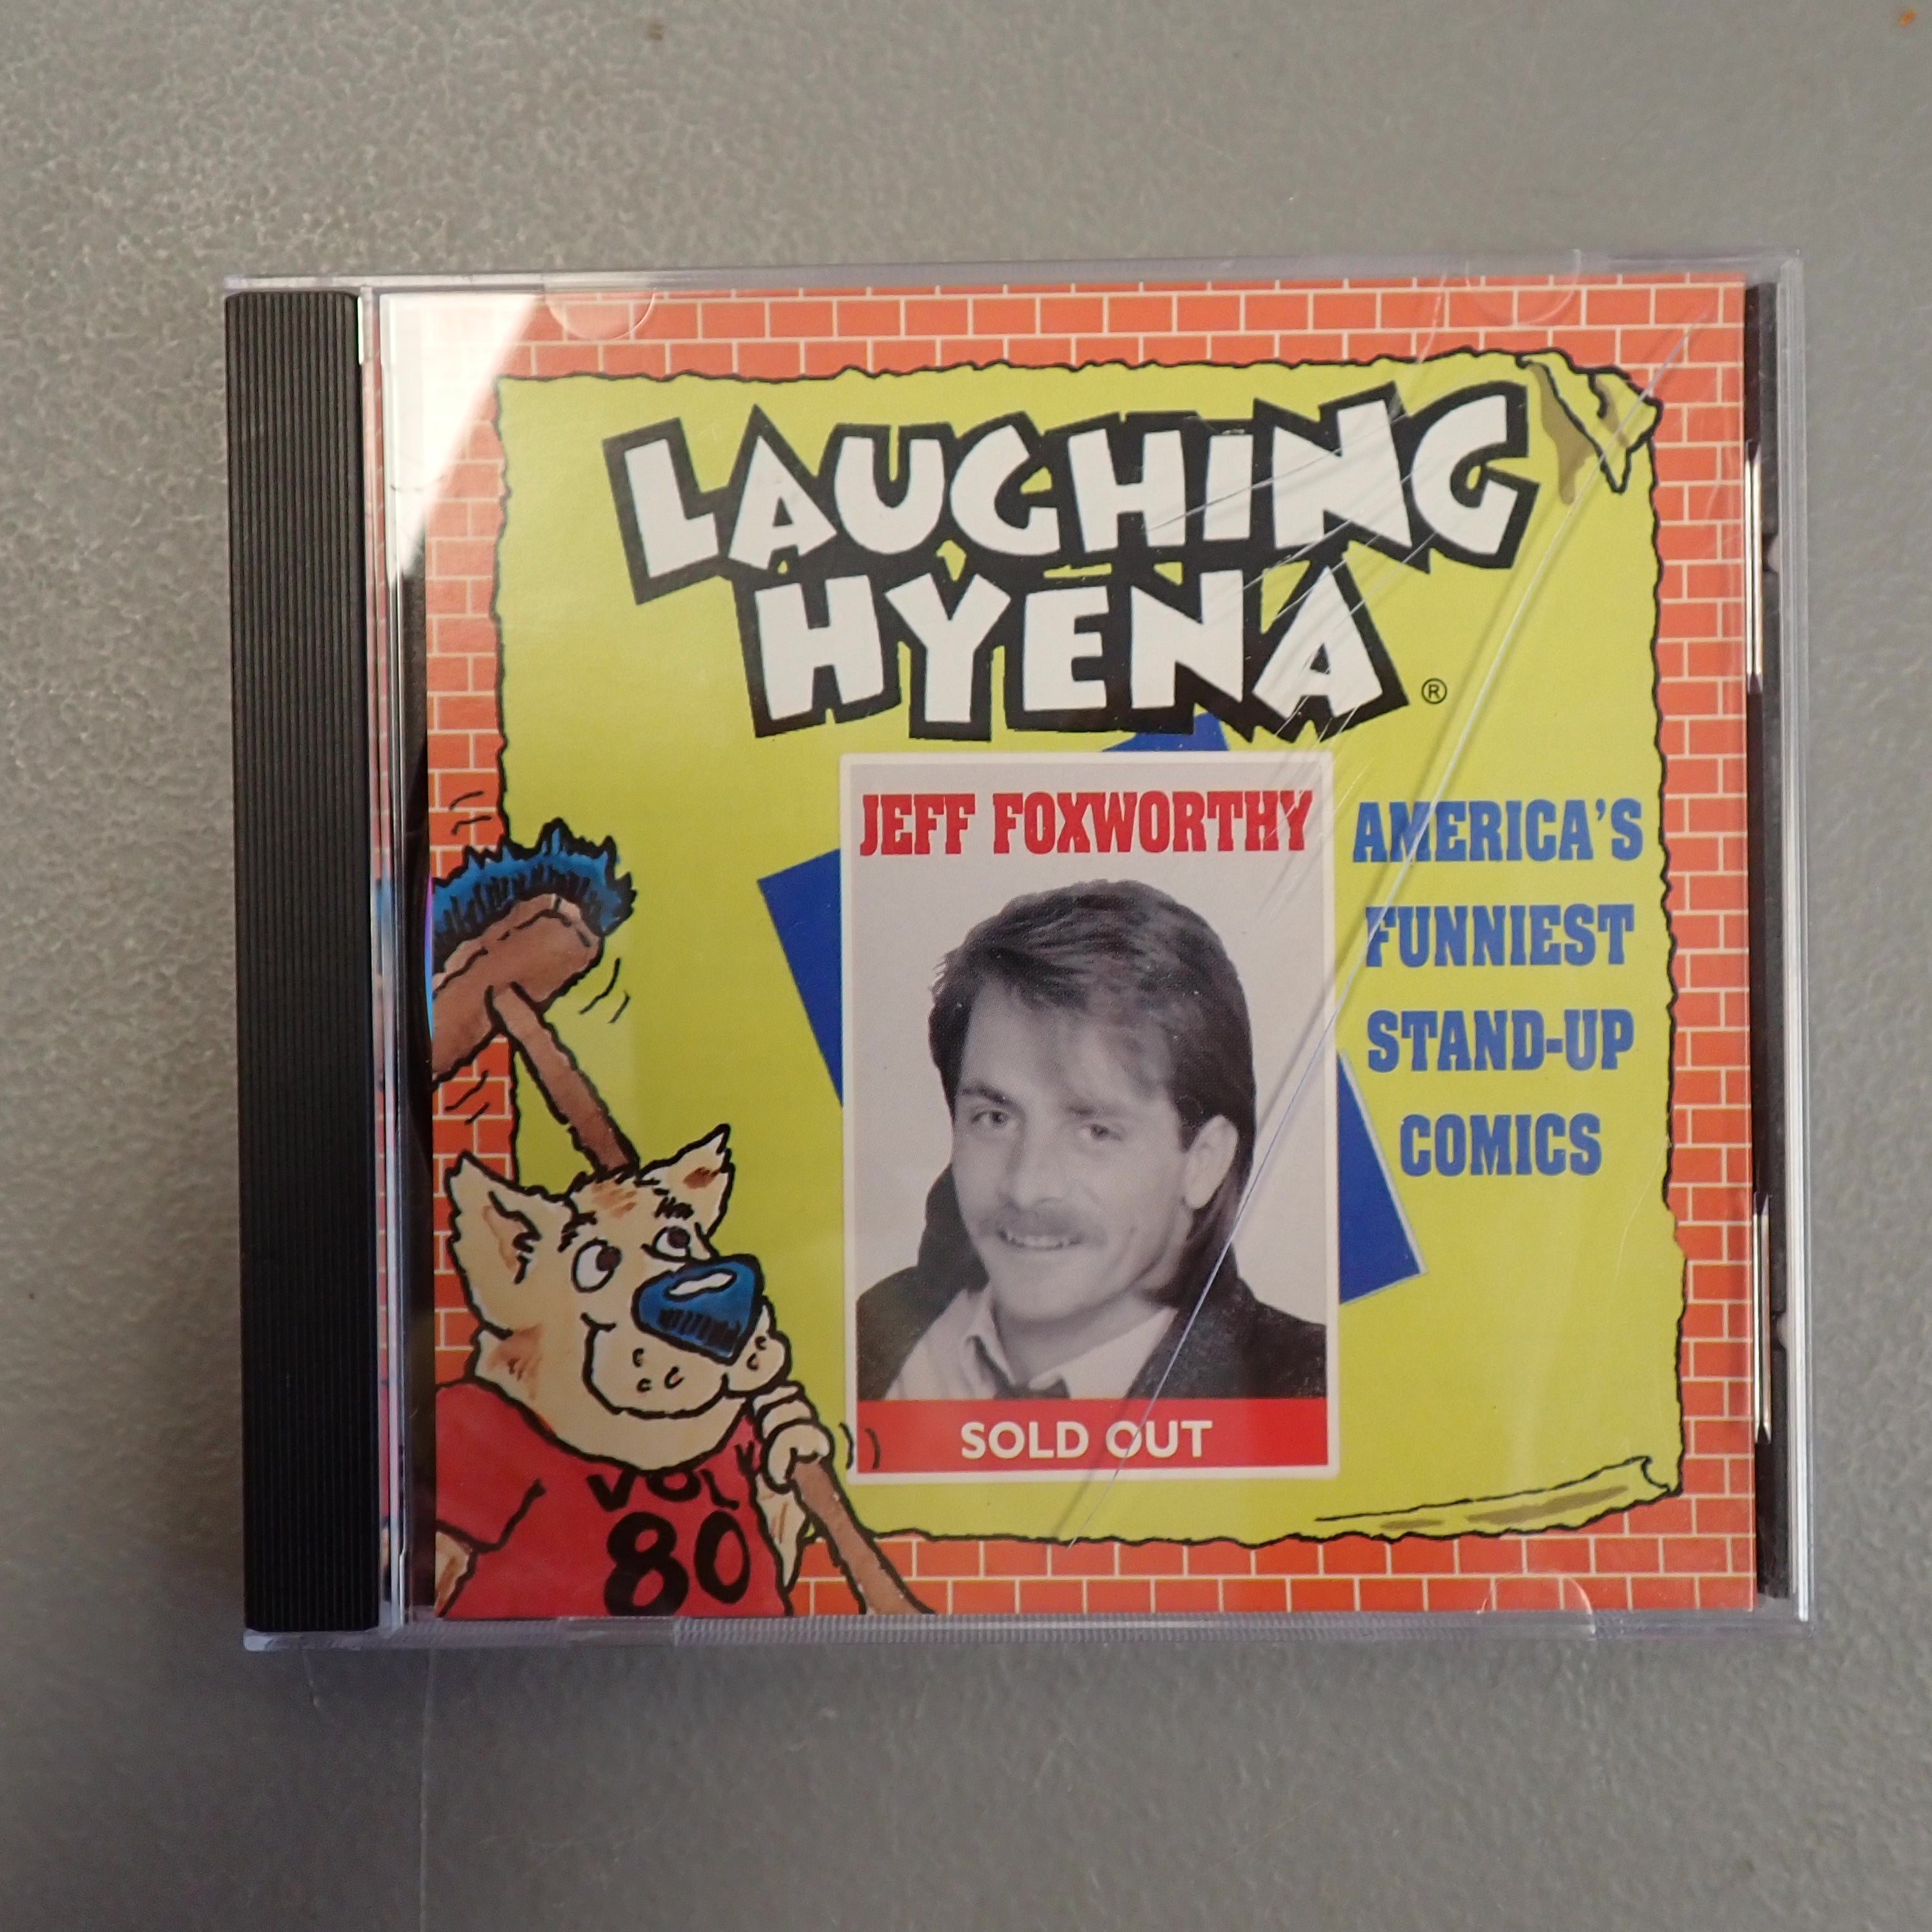 LAUGHING
HYENA ®
JEFF FOXWORTHY
AMERICA'S
FUNNIEST
STAND-UP
COMICS
SOLD OUT
VOL
80